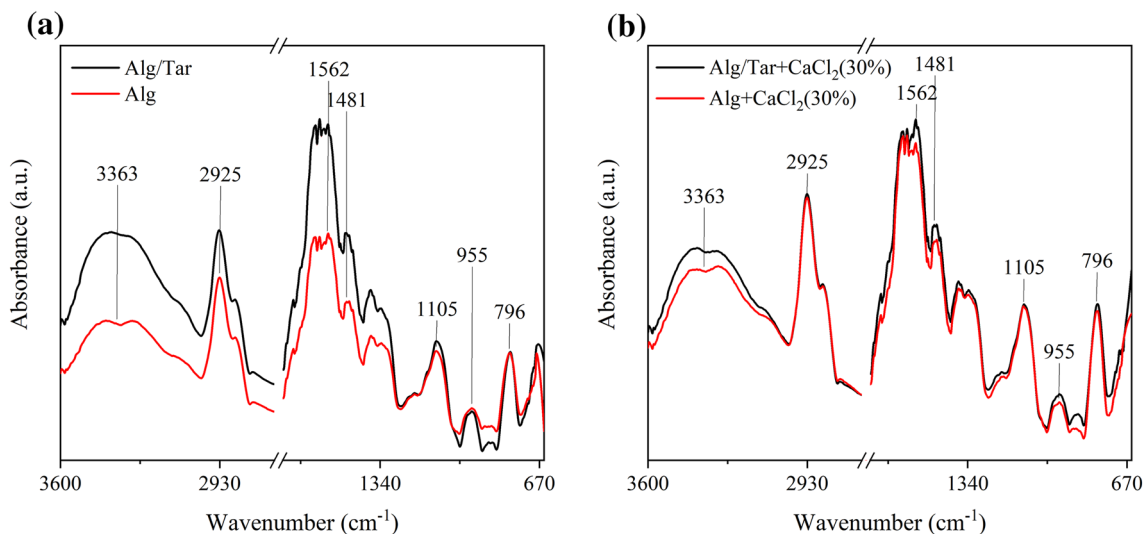 (a)
Alg/Tar
Alg
1562
1481
3363
2925
955
1105
796
Absorbance (a.u.)
3600
2930
1340
670
Wavenumber (cm⁻¹)
(b)
Alg/Tar+CaCl₂(30%)
Alg+CaCl₂(30%)
1562
1481
2925
3363
1105
796
955
Absorbance (a.u.)
3600
2930
1340
670
Wavenumber (cm⁻¹)